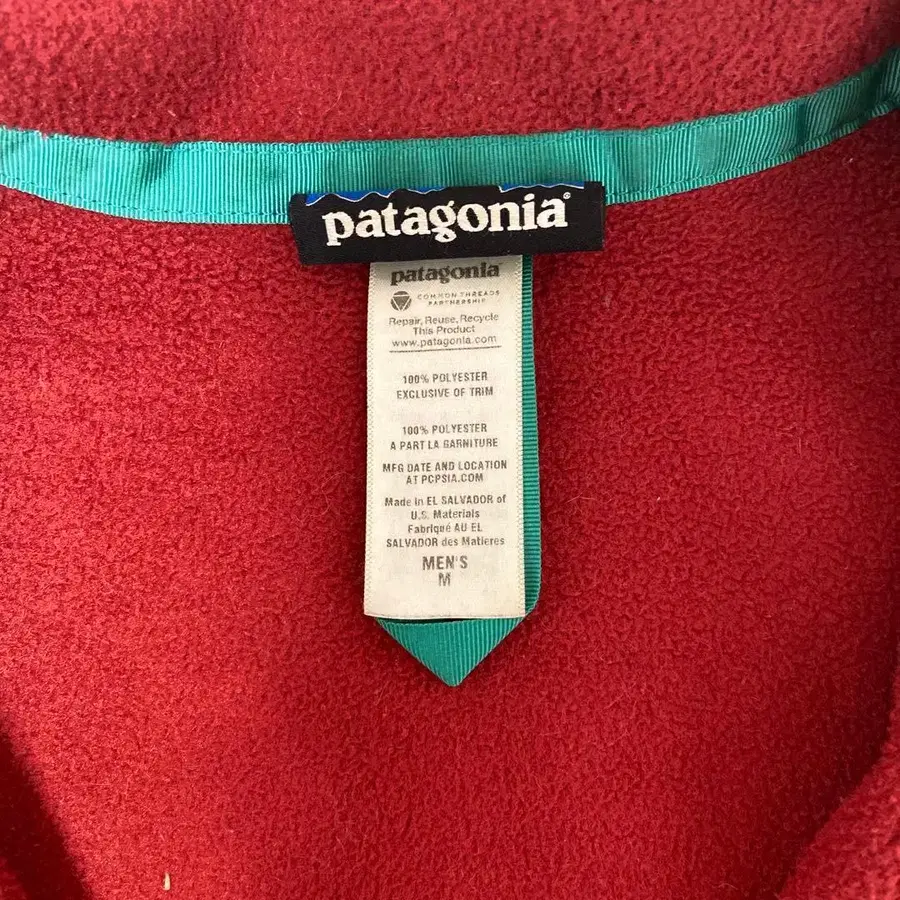 patagonia®
patagonia
COMMON THREADS
PARTNERSHIP
Repair, Reuse, Recycle
This Product
www.patagonia.com
100% POLYESTER
EXCLUSIVE OF TRIM
100% POLYESTER
A PART LA GARNITURE
MFG DATE AND LOCATION
AT PCPSIA.COM
Made in EL SALVADOR of
U.S. Materials
Fabriqué AU EL
SALVADOR des Matieres
MEN'S
M